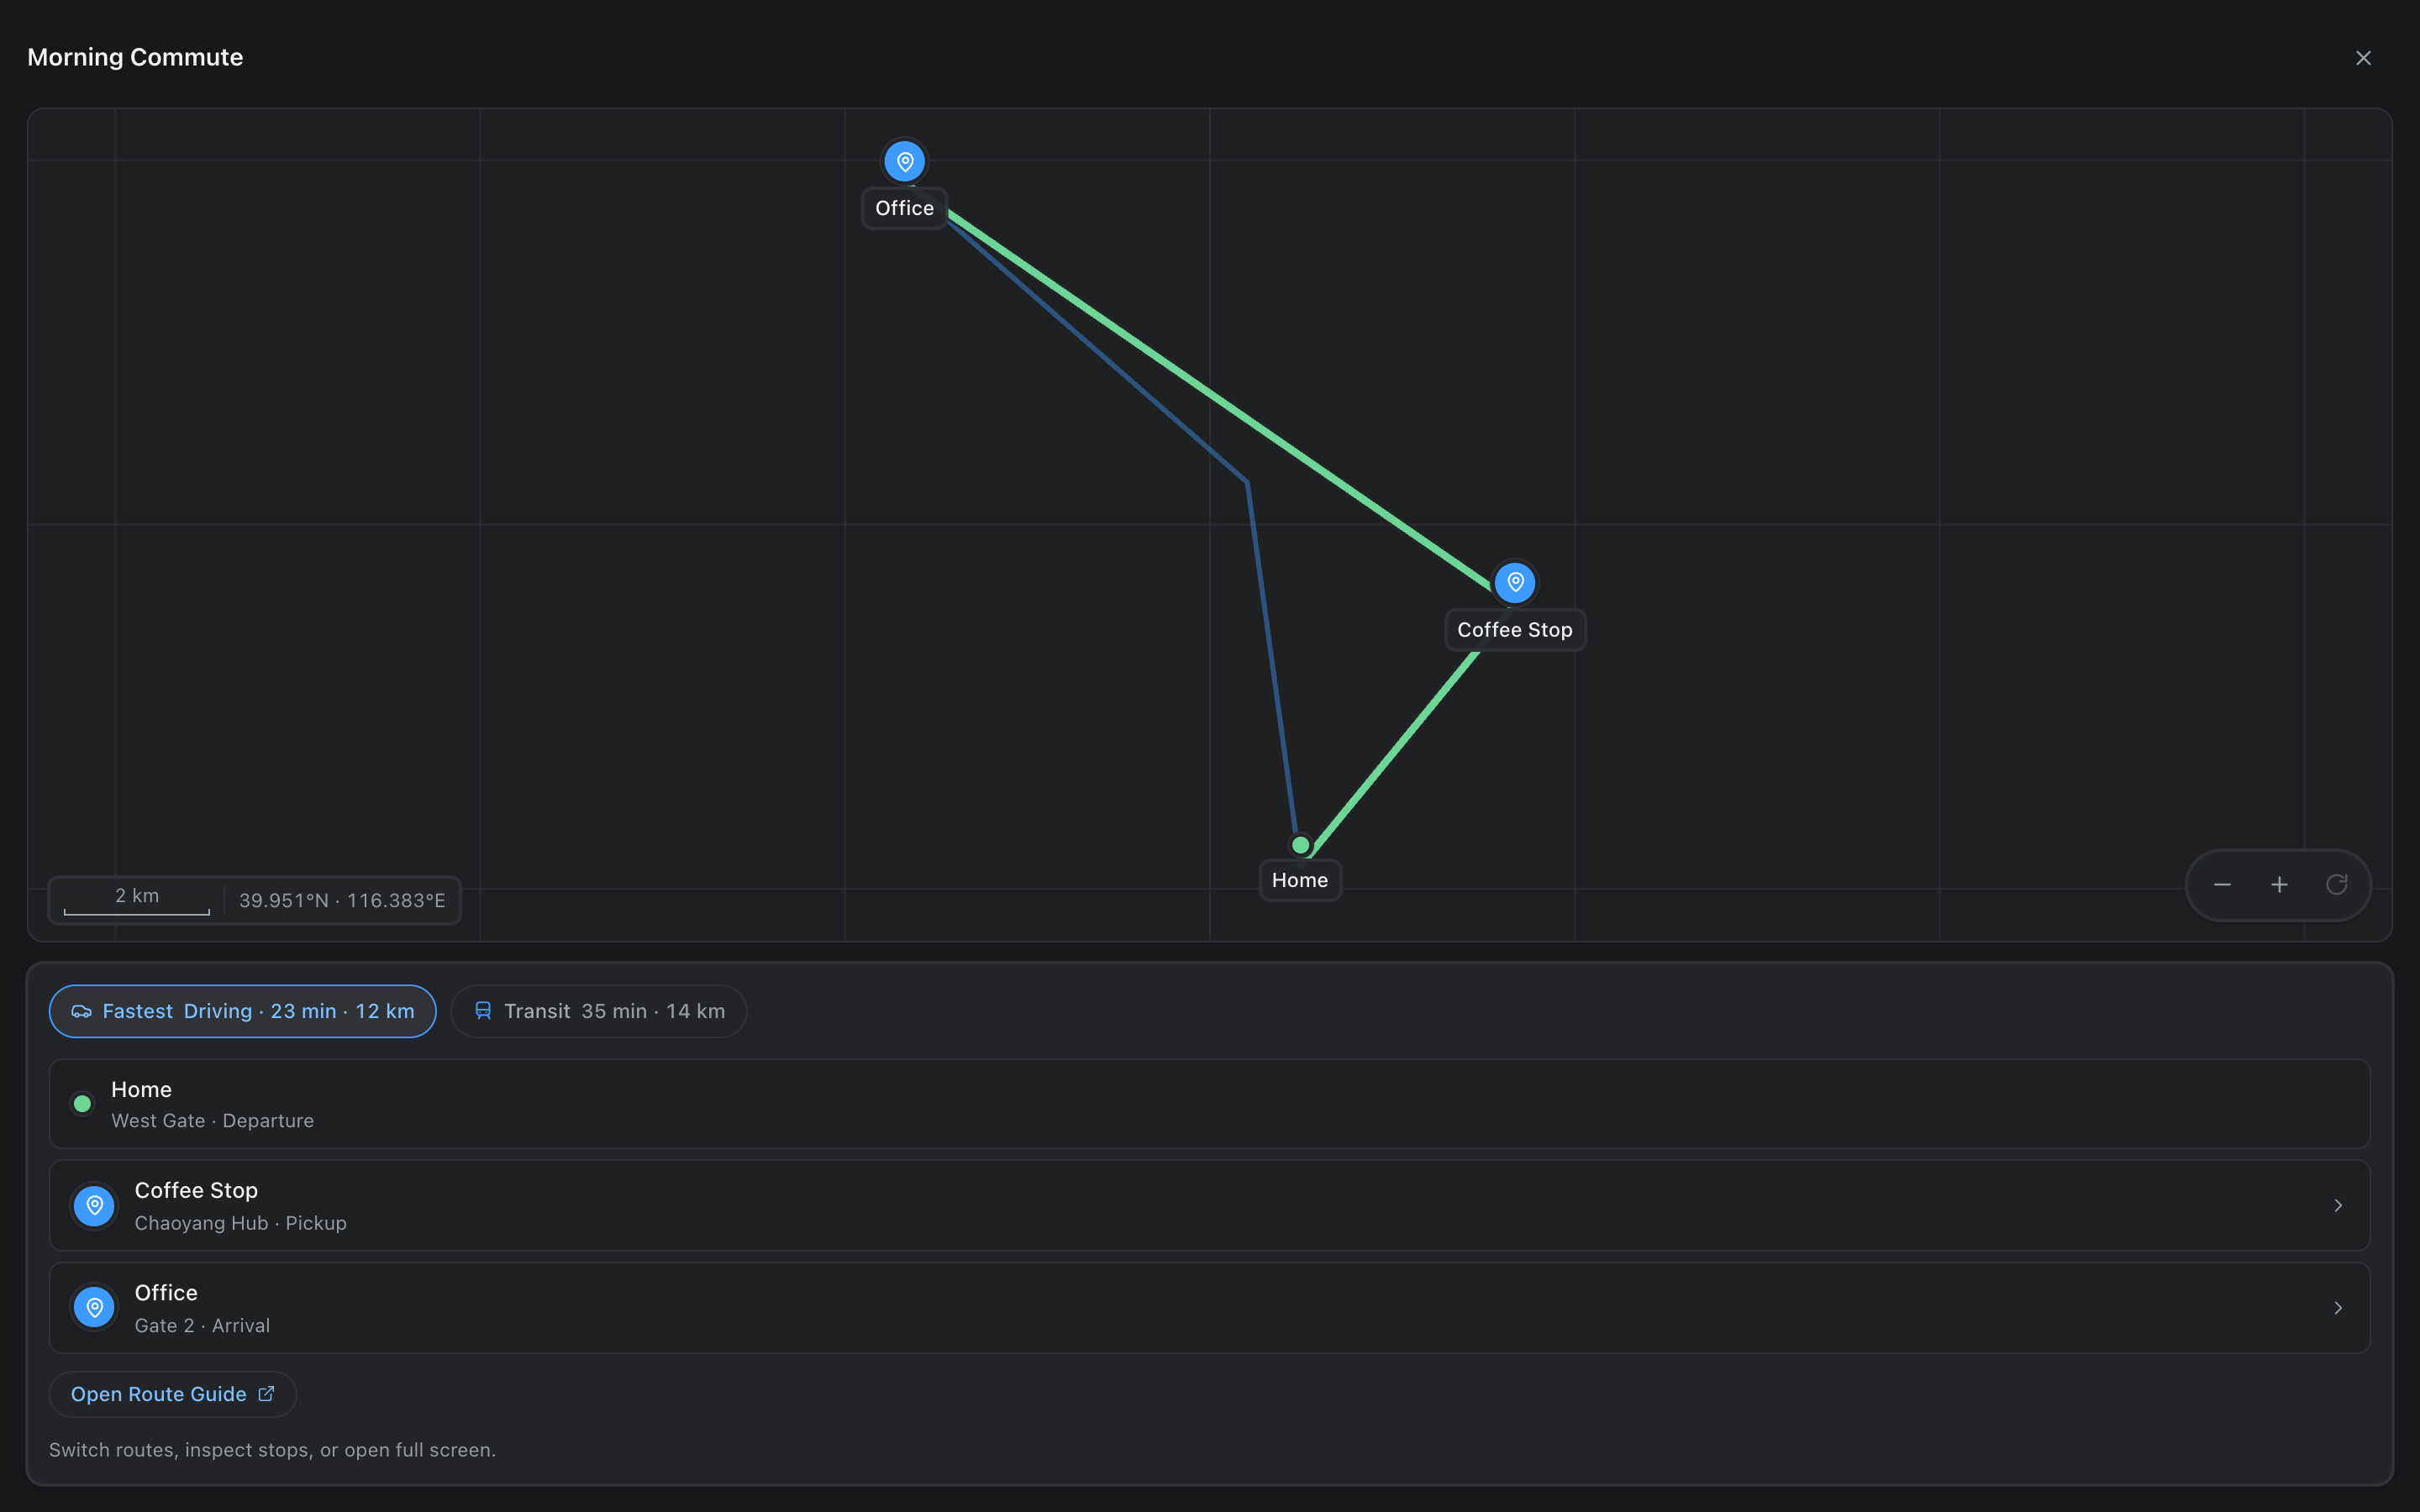 Morning Commute
Office
Coffee Stop
Home
2 km
39.951°N · 116.383°E
Fastest Driving · 23 min · 12 km
Transit 35 min · 14 km
Home
West Gate · Departure
Coffee Stop
Chaoyang Hub · Pickup
Office
Gate 2 · Arrival
Open Route Guide
Switch routes, inspect stops, or open full screen.